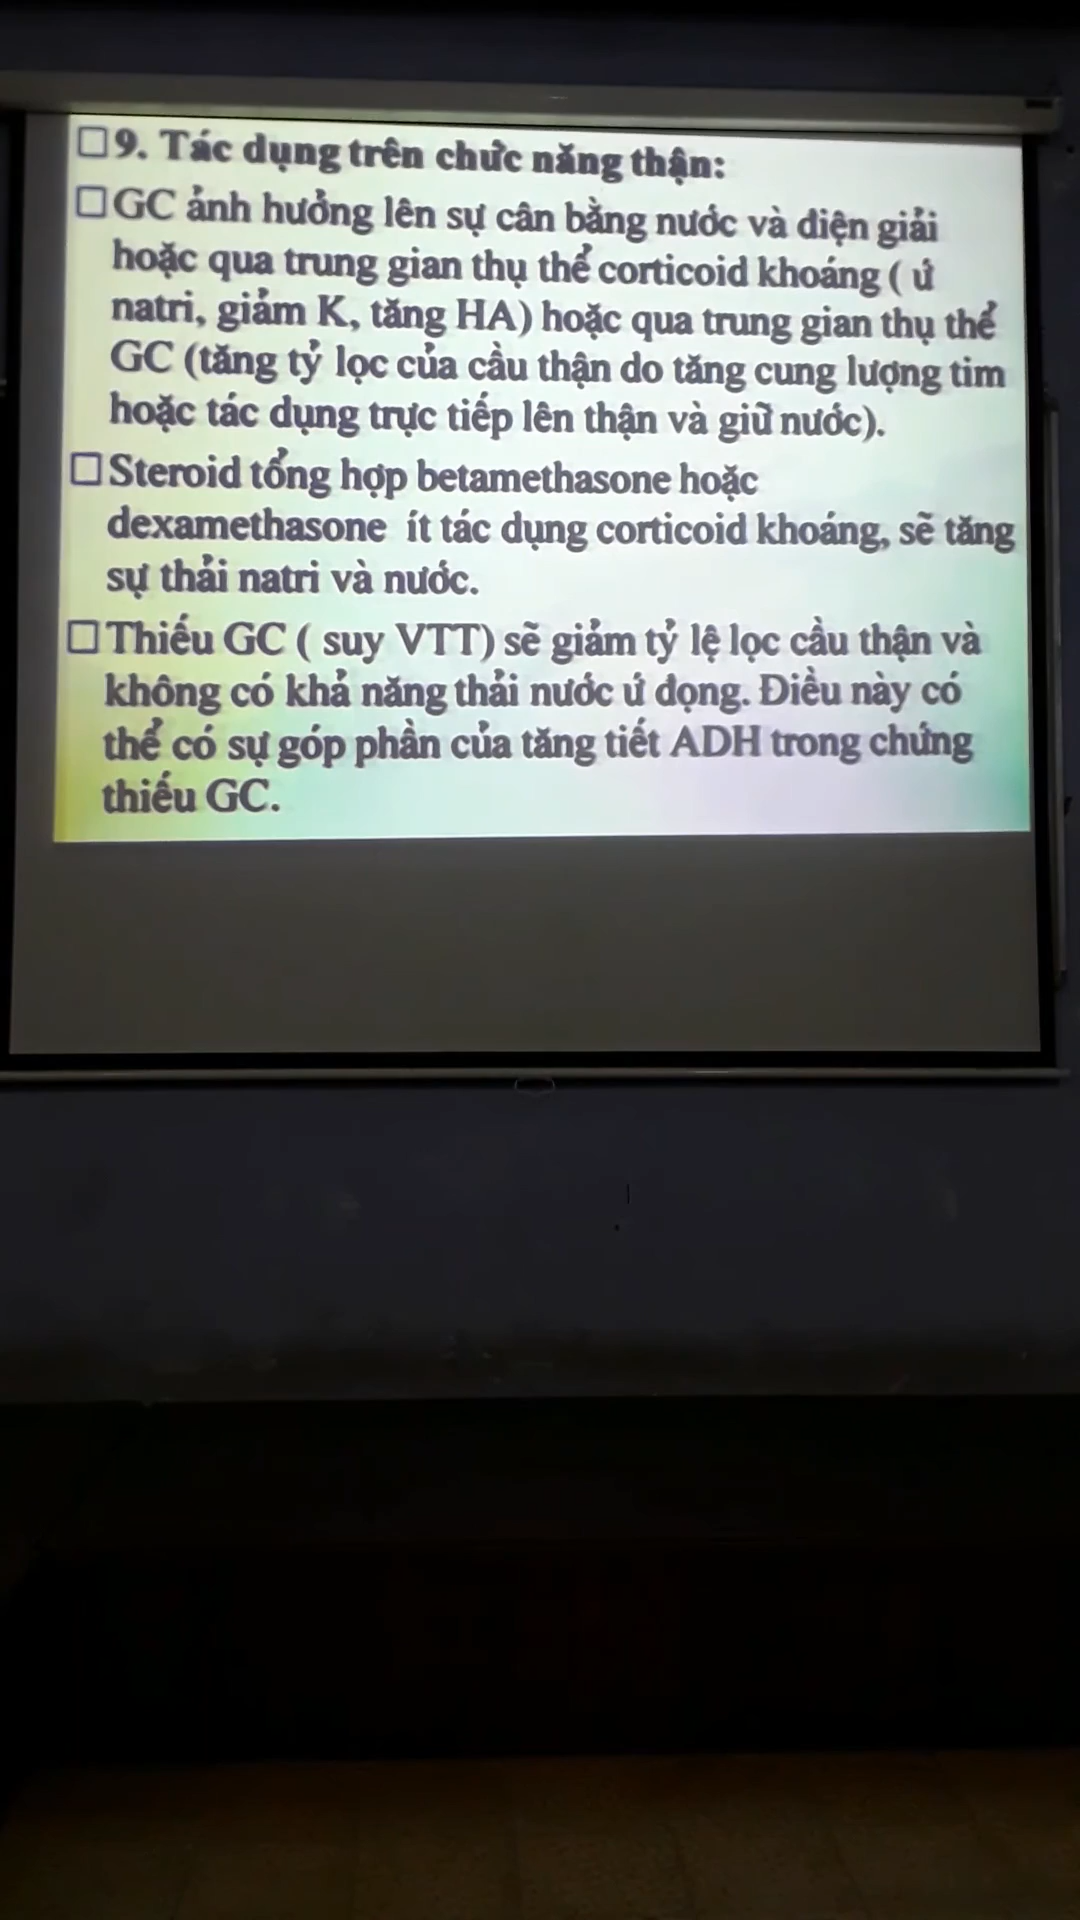 9. Tác dụng trên chức năng thận:
GC ảnh hưởng lên sự cân bằng nước và diện giải
hoặc qua trung gian thụ thể corticoid khoáng ( ứ
natri, giảm K, tăng HA) hoặc qua trung gian thụ thể
GC (tăng tỷ lọc của cầu thận do tăng cung lượng tim
hoặc tác dụng trực tiếp lên thận và giữ nước).
Steroid tổng hợp betamethasone hoặc
dexamethasone ít tác dụng corticoid khoáng, sẽ tăng
sự thải natri và nước.
Thiếu GC ( suy VTT) sẽ giảm tỷ lệ lọc cầu thận và
không có khả năng thải nước ứ dọng. Điều này có
thể có sự góp phần của tăng tiết ADH trong chứng
thiếu GC.